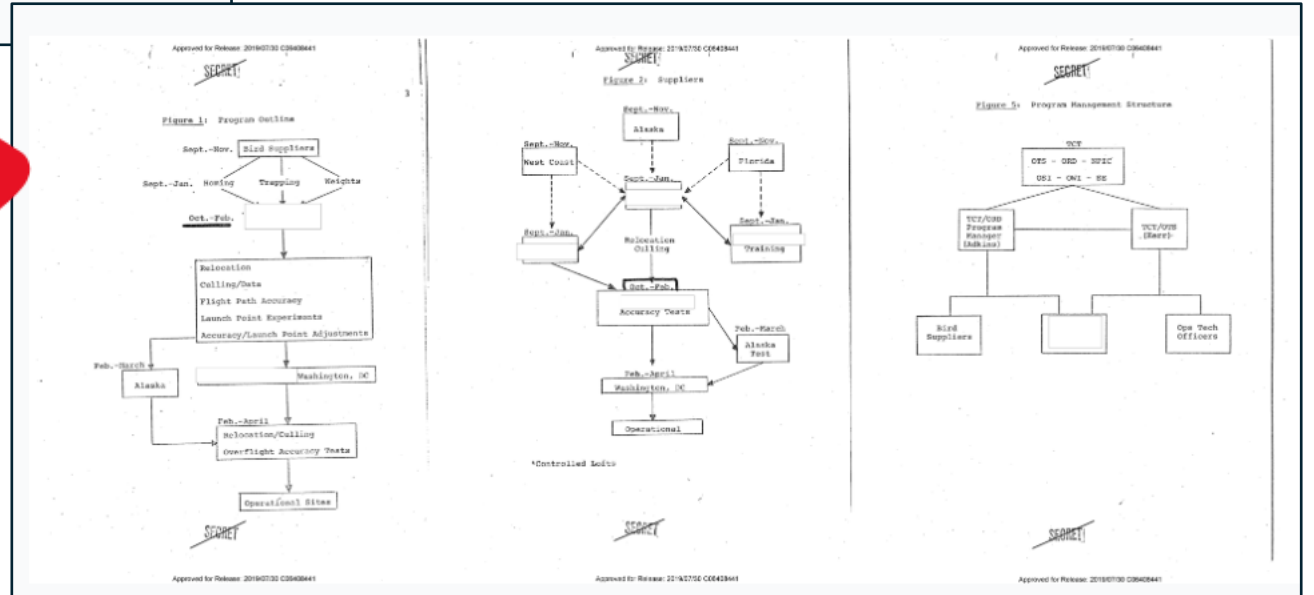 Approved for Release: 2019/07/30 C06408441
SECRET
3
Figure 1: Program Outline
Sept.-Nov. Bird Suppliers
Sept.-Jan. Homing Trapping Weights
Oct.-Feb.
Relocation
Culling/Data
Flight Path Accuracy
Launch Point Experiments
Accuracy/Launch Point Adjustments
Feb.-March
Alaska
Washington, DC
Feb.-April
Relocation/Culling
Overflight Accuracy Tests
Operational Sites
SECRET
Approved for Release: 2019/07/30 C06408441
Approved for Release: 2019/07/30 C06408441
SECRET
Figure 2: Suppliers
Sept.-Nov.
Alaska
Sept.-Nov.
West Coast
Sept.-Nov.
Florida
Sept.-Jan.
Sept.-Jan.
Sept.-Jan.
Training
Relocation
Culling
Oct.-Feb.
Accuracy Tests
Feb.-March
Alaska
Test
Feb.-April
Washington, DC
Operational
*Controlled Lofts
SECRET
Approved for Release: 2019/07/30 C06408441
Approved for Release: 2019/07/30 C06408441
SECRET
Figure 5: Program Management Structure
TCT
OTS - ORD - NPIC
OSI - OWI - SE
TCT/ORD
Program
Manager
(Adkins)
TCT/OTS
(Kerr)
Bird
Suppliers
Ops Tech
Officers
SECRET
Approved for Release: 2019/07/30 C06408441